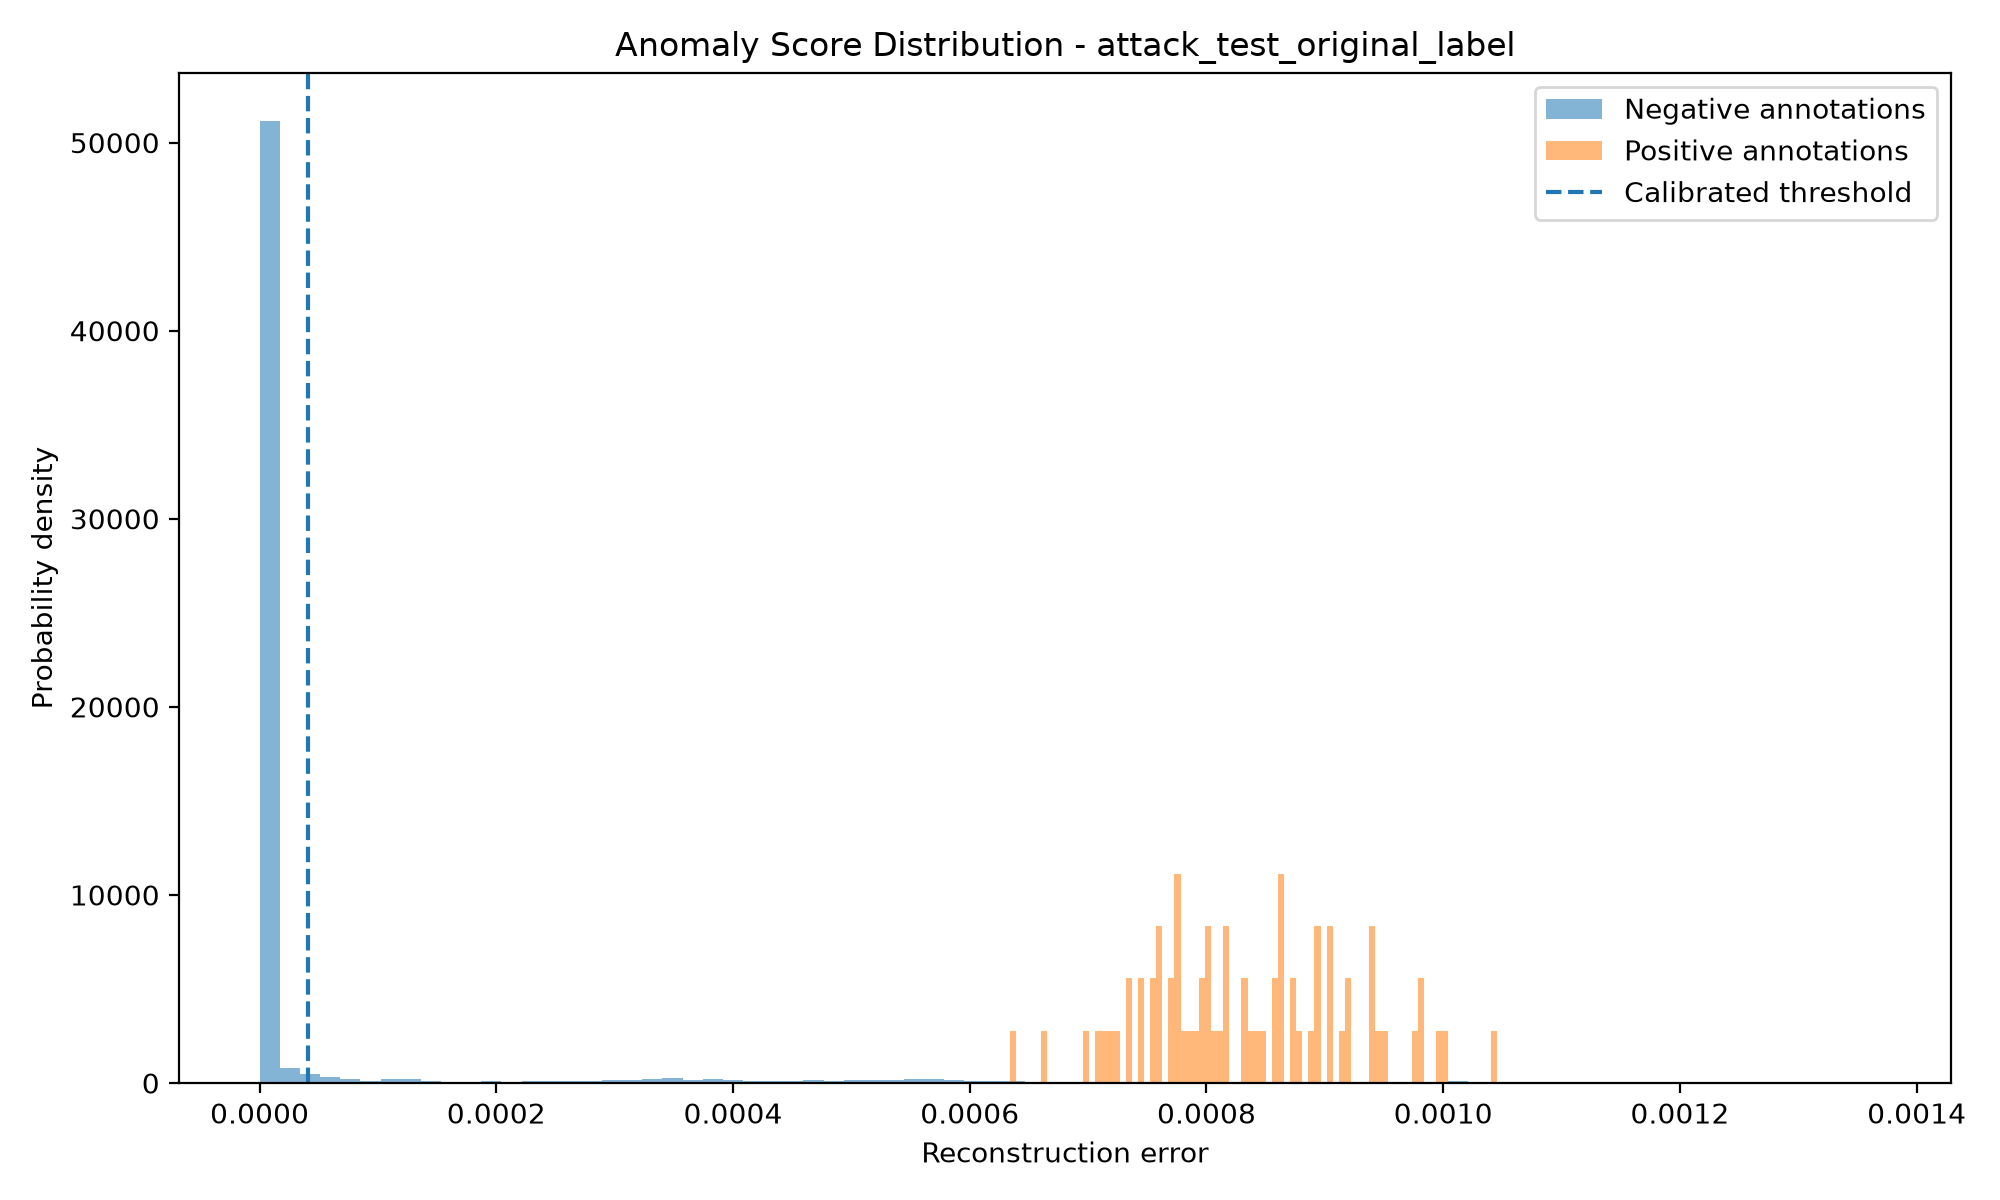 Anomaly Score Distribution - attack_test_original_label
Negative annotations
Positive annotations
Calibrated threshold
Probability density
50000
40000
30000
20000
10000
0
0.0000
0.0002
0.0004
0.0006
0.0008
0.0010
0.0012
0.0014
Reconstruction error